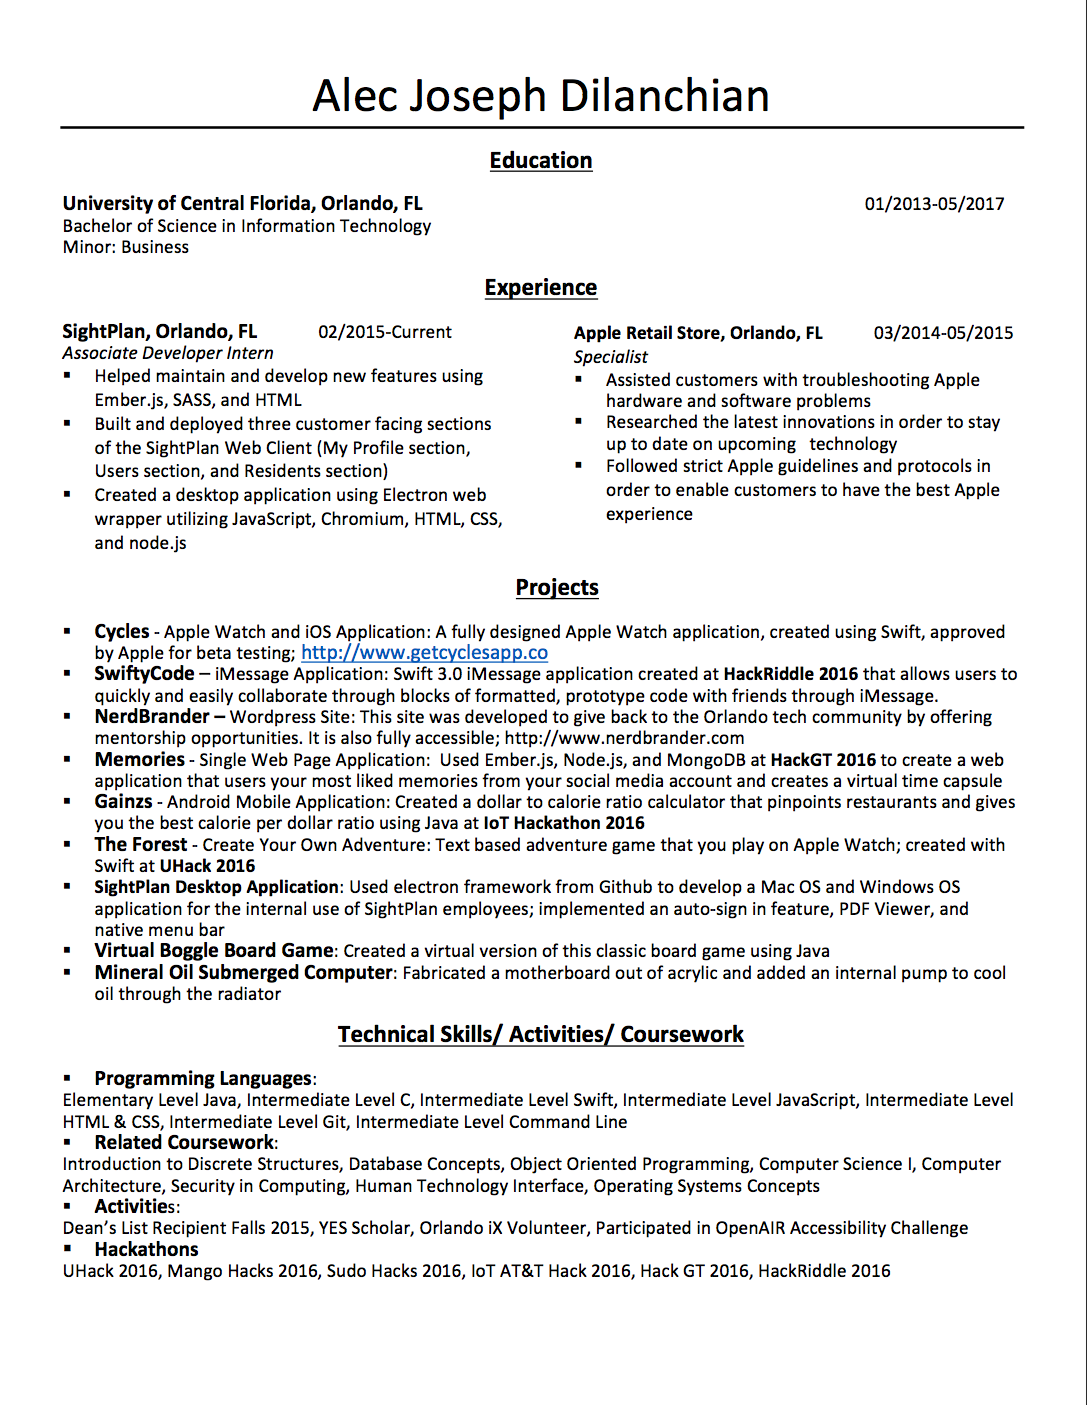 Alec Joseph Dilanchian
Education
University of Central Florida, Orlando, FL 01/2013-05/2017
Bachelor of Science in Information Technology
Minor: Business
Experience
SightPlan, Orlando, FL 02/2015-Current
Associate Developer Intern
▪ Helped maintain and develop new features using
Ember.js, SASS, and HTML
▪ Built and deployed three customer facing sections
of the SightPlan Web Client (My Profile section,
Users section, and Residents section)
▪ Created a desktop application using Electron web
wrapper utilizing JavaScript, Chromium, HTML, CSS,
and node.js
Apple Retail Store, Orlando, FL 03/2014-05/2015
Specialist
▪ Assisted customers with troubleshooting Apple
hardware and software problems
▪ Researched the latest innovations in order to stay
up to date on upcoming technology
▪ Followed strict Apple guidelines and protocols in
order to enable customers to have the best Apple
experience
Projects
▪ Cycles - Apple Watch and iOS Application: A fully designed Apple Watch application, created using Swift, approved
by Apple for beta testing; http://www.getcyclesapp.co
▪ SwiftyCode – iMessage Application: Swift 3.0 iMessage application created at HackRiddle 2016 that allows users to
quickly and easily collaborate through blocks of formatted, prototype code with friends through iMessage.
▪ NerdBrander – Wordpress Site: This site was developed to give back to the Orlando tech community by offering
mentorship opportunities. It is also fully accessible; http://www.nerdbrander.com
▪ Memories - Single Web Page Application: Used Ember.js, Node.js, and MongoDB at HackGT 2016 to create a web
application that users your most liked memories from your social media account and creates a virtual time capsule
▪ Gainzs - Android Mobile Application: Created a dollar to calorie ratio calculator that pinpoints restaurants and gives
you the best calorie per dollar ratio using Java at IoT Hackathon 2016
▪ The Forest - Create Your Own Adventure: Text based adventure game that you play on Apple Watch; created with
Swift at UHack 2016
▪ SightPlan Desktop Application: Used electron framework from Github to develop a Mac OS and Windows OS
application for the internal use of SightPlan employees; implemented an auto-sign in feature, PDF Viewer, and
native menu bar
▪ Virtual Boggle Board Game: Created a virtual version of this classic board game using Java
▪ Mineral Oil Submerged Computer: Fabricated a motherboard out of acrylic and added an internal pump to cool
oil through the radiator
Technical Skills/ Activities/ Coursework
▪ Programming Languages:
Elementary Level Java, Intermediate Level C, Intermediate Level Swift, Intermediate Level JavaScript, Intermediate Level
HTML & CSS, Intermediate Level Git, Intermediate Level Command Line
▪ Related Coursework:
Introduction to Discrete Structures, Database Concepts, Object Oriented Programming, Computer Science I, Computer
Architecture, Security in Computing, Human Technology Interface, Operating Systems Concepts
▪ Activities:
Dean’s List Recipient Falls 2015, YES Scholar, Orlando iX Volunteer, Participated in OpenAIR Accessibility Challenge
▪ Hackathons
UHack 2016, Mango Hacks 2016, Sudo Hacks 2016, IoT AT&T Hack 2016, Hack GT 2016, HackRiddle 2016